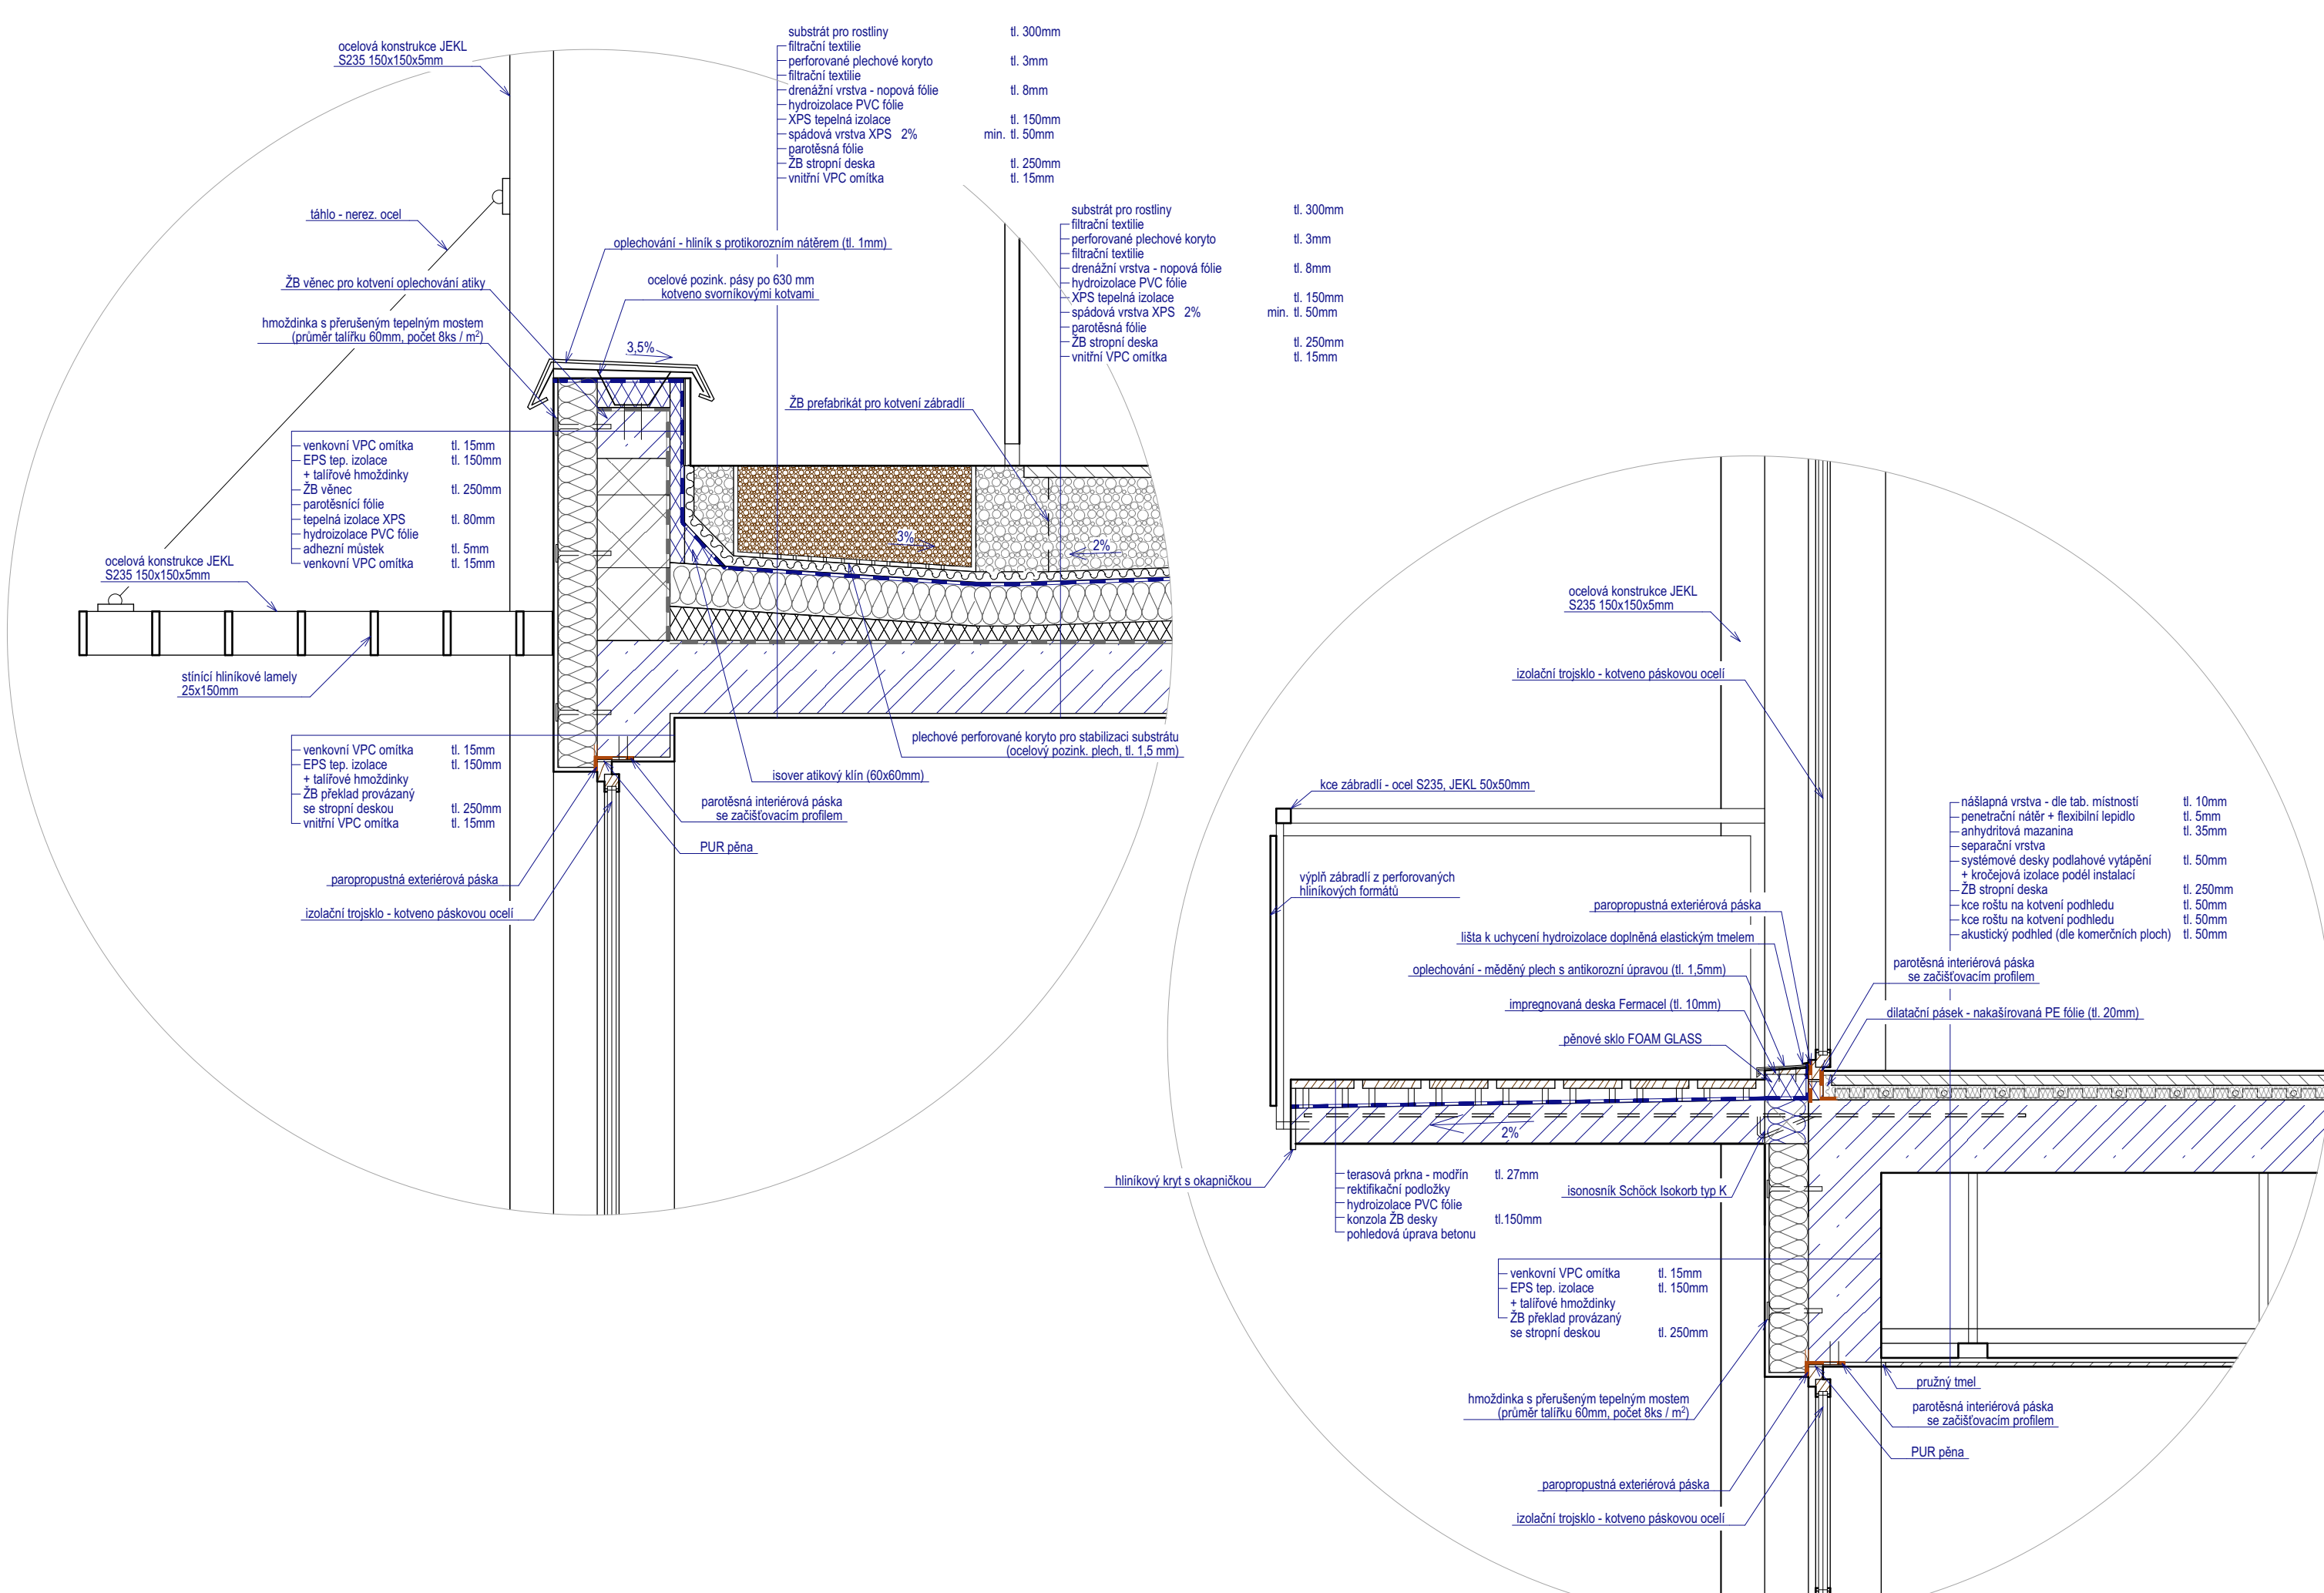 ocelová konstrukce JEKL
S235 150x150x5mm
substrát pro rostliny tl. 300mm
filtrační textilie
perforované plechové koryto tl. 3mm
filtrační textilie
drenážní vrstva - nopová fólie tl. 8mm
hydroizolace PVC fólie
XPS tepelná izolace tl. 150mm
spádová vrstva XPS 2% min. tl. 50mm
parotěsná fólie
ŽB stropní deska tl. 250mm
vnitřní VPC omítka tl. 15mm
substrát pro rostliny tl. 300mm
filtrační textilie
perforované plechové koryto tl. 3mm
filtrační textilie
drenážní vrstva - nopová fólie tl. 8mm
hydroizolace PVC fólie
XPS tepelná izolace tl. 150mm
spádová vrstva XPS 2% min. tl. 50mm
parotěsná fólie
ŽB stropní deska tl. 250mm
vnitřní VPC omítka tl. 15mm
táhlo - nerez. ocel
oplechování - hliník s protikorozním nátěrem (tl. 1mm)
ŽB věnec pro kotvení oplechování atiky
ocelové pozink. pásy po 630 mm
kotveno svorníkovými kotvami
hmoždinka s přerušeným tepelným mostem
(průměr talířku 60mm, počet 8ks / m²)
3,5%
ŽB prefabrikát pro kotvení zábradlí
venkovní VPC omítka tl. 15mm
EPS tep. izolace tl. 150mm
+ talířové hmoždinky
ŽB věnec tl. 250mm
parotěsnící fólie
tepelná izolace XPS tl. 80mm
hydroizolace PVC fólie
adhezní můstek tl. 5mm
venkovní VPC omítka tl. 15mm
3%
2%
ocelová konstrukce JEKL
S235 150x150x5mm
stínící hliníkové lamely
25x150mm
venkovní VPC omítka tl. 15mm
EPS tep. izolace tl. 150mm
+ talířové hmoždinky
ŽB překlad provázaný
se stropní deskou tl. 250mm
vnitřní VPC omítka tl. 15mm
plechové perforované koryto pro stabilizaci substrátu
(ocelový pozink. plech, tl. 1,5 mm)
isover atikový klín (60x60mm)
parotěsná interiérová páska
se začišťovacím profilem
PUR pěna
paropropustná exteriérová páska
izolační trojsklo - kotveno páskovou ocelí
ocelová konstrukce JEKL
S235 150x150x5mm
izolační trojsklo - kotveno páskovou ocelí
kce zábradlí - ocel S235, JEKL 50x50mm
výplň zábradlí z perforovaných
hliníkových formátů
nášlapná vrstva - dle tab. místností tl. 10mm
penetrační nátěr + flexibilní lepidlo tl. 5mm
anhydritová mazanina tl. 35mm
separační vrstva
systémové desky podlahové vytápění tl. 50mm
+ kročejová izolace podél instalací
ŽB stropní deska tl. 250mm
kce roštu na kotvení podhledu tl. 50mm
kce roštu na kotvení podhledu tl. 50mm
akustický podhled (dle komerčních ploch) tl. 50mm
paropropustná exteriérová páska
lišta k uchycení hydroizolace doplněná elastickým tmelem
oplechování - měděný plech s antikorozní úpravou (tl. 1,5mm)
impregnovaná deska Fermacel (tl. 10mm)
pěnové sklo FOAM GLASS
parotěsná interiérová páska
se začišťovacím profilem
dilatační pásek - nakašírovaná PE fólie (tl. 20mm)
2%
hliníkový kryt s okapničkou
terasová prkna - modřín tl. 27mm
rektifikační podložky
hydroizolace PVC fólie
konzola ŽB desky tl.150mm
pohledová úprava betonu
isonosník Schöck Isokorb typ K
venkovní VPC omítka tl. 15mm
EPS tep. izolace tl. 150mm
+ talířové hmoždinky
ŽB překlad provázaný
se stropní deskou tl. 250mm
hmoždinka s přerušeným tepelným mostem
(průměr talířku 60mm, počet 8ks / m²)
pružný tmel
parotěsná interiérová páska
se začišťovacím profilem
PUR pěna
paropropustná exteriérová páska
izolační trojsklo - kotveno páskovou ocelí